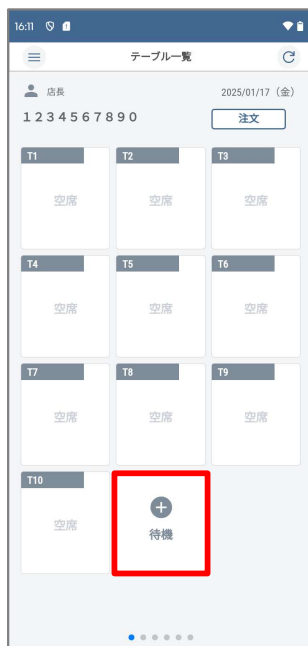 16:11
テーブル一覧
店長
2025/01/17（金）
１２３４５６７８９０
注文
T1
T2
T3
空席
空席
空席
T4
T5
T6
空席
空席
空席
T7
T8
T9
空席
空席
空席
T10
空席
待機